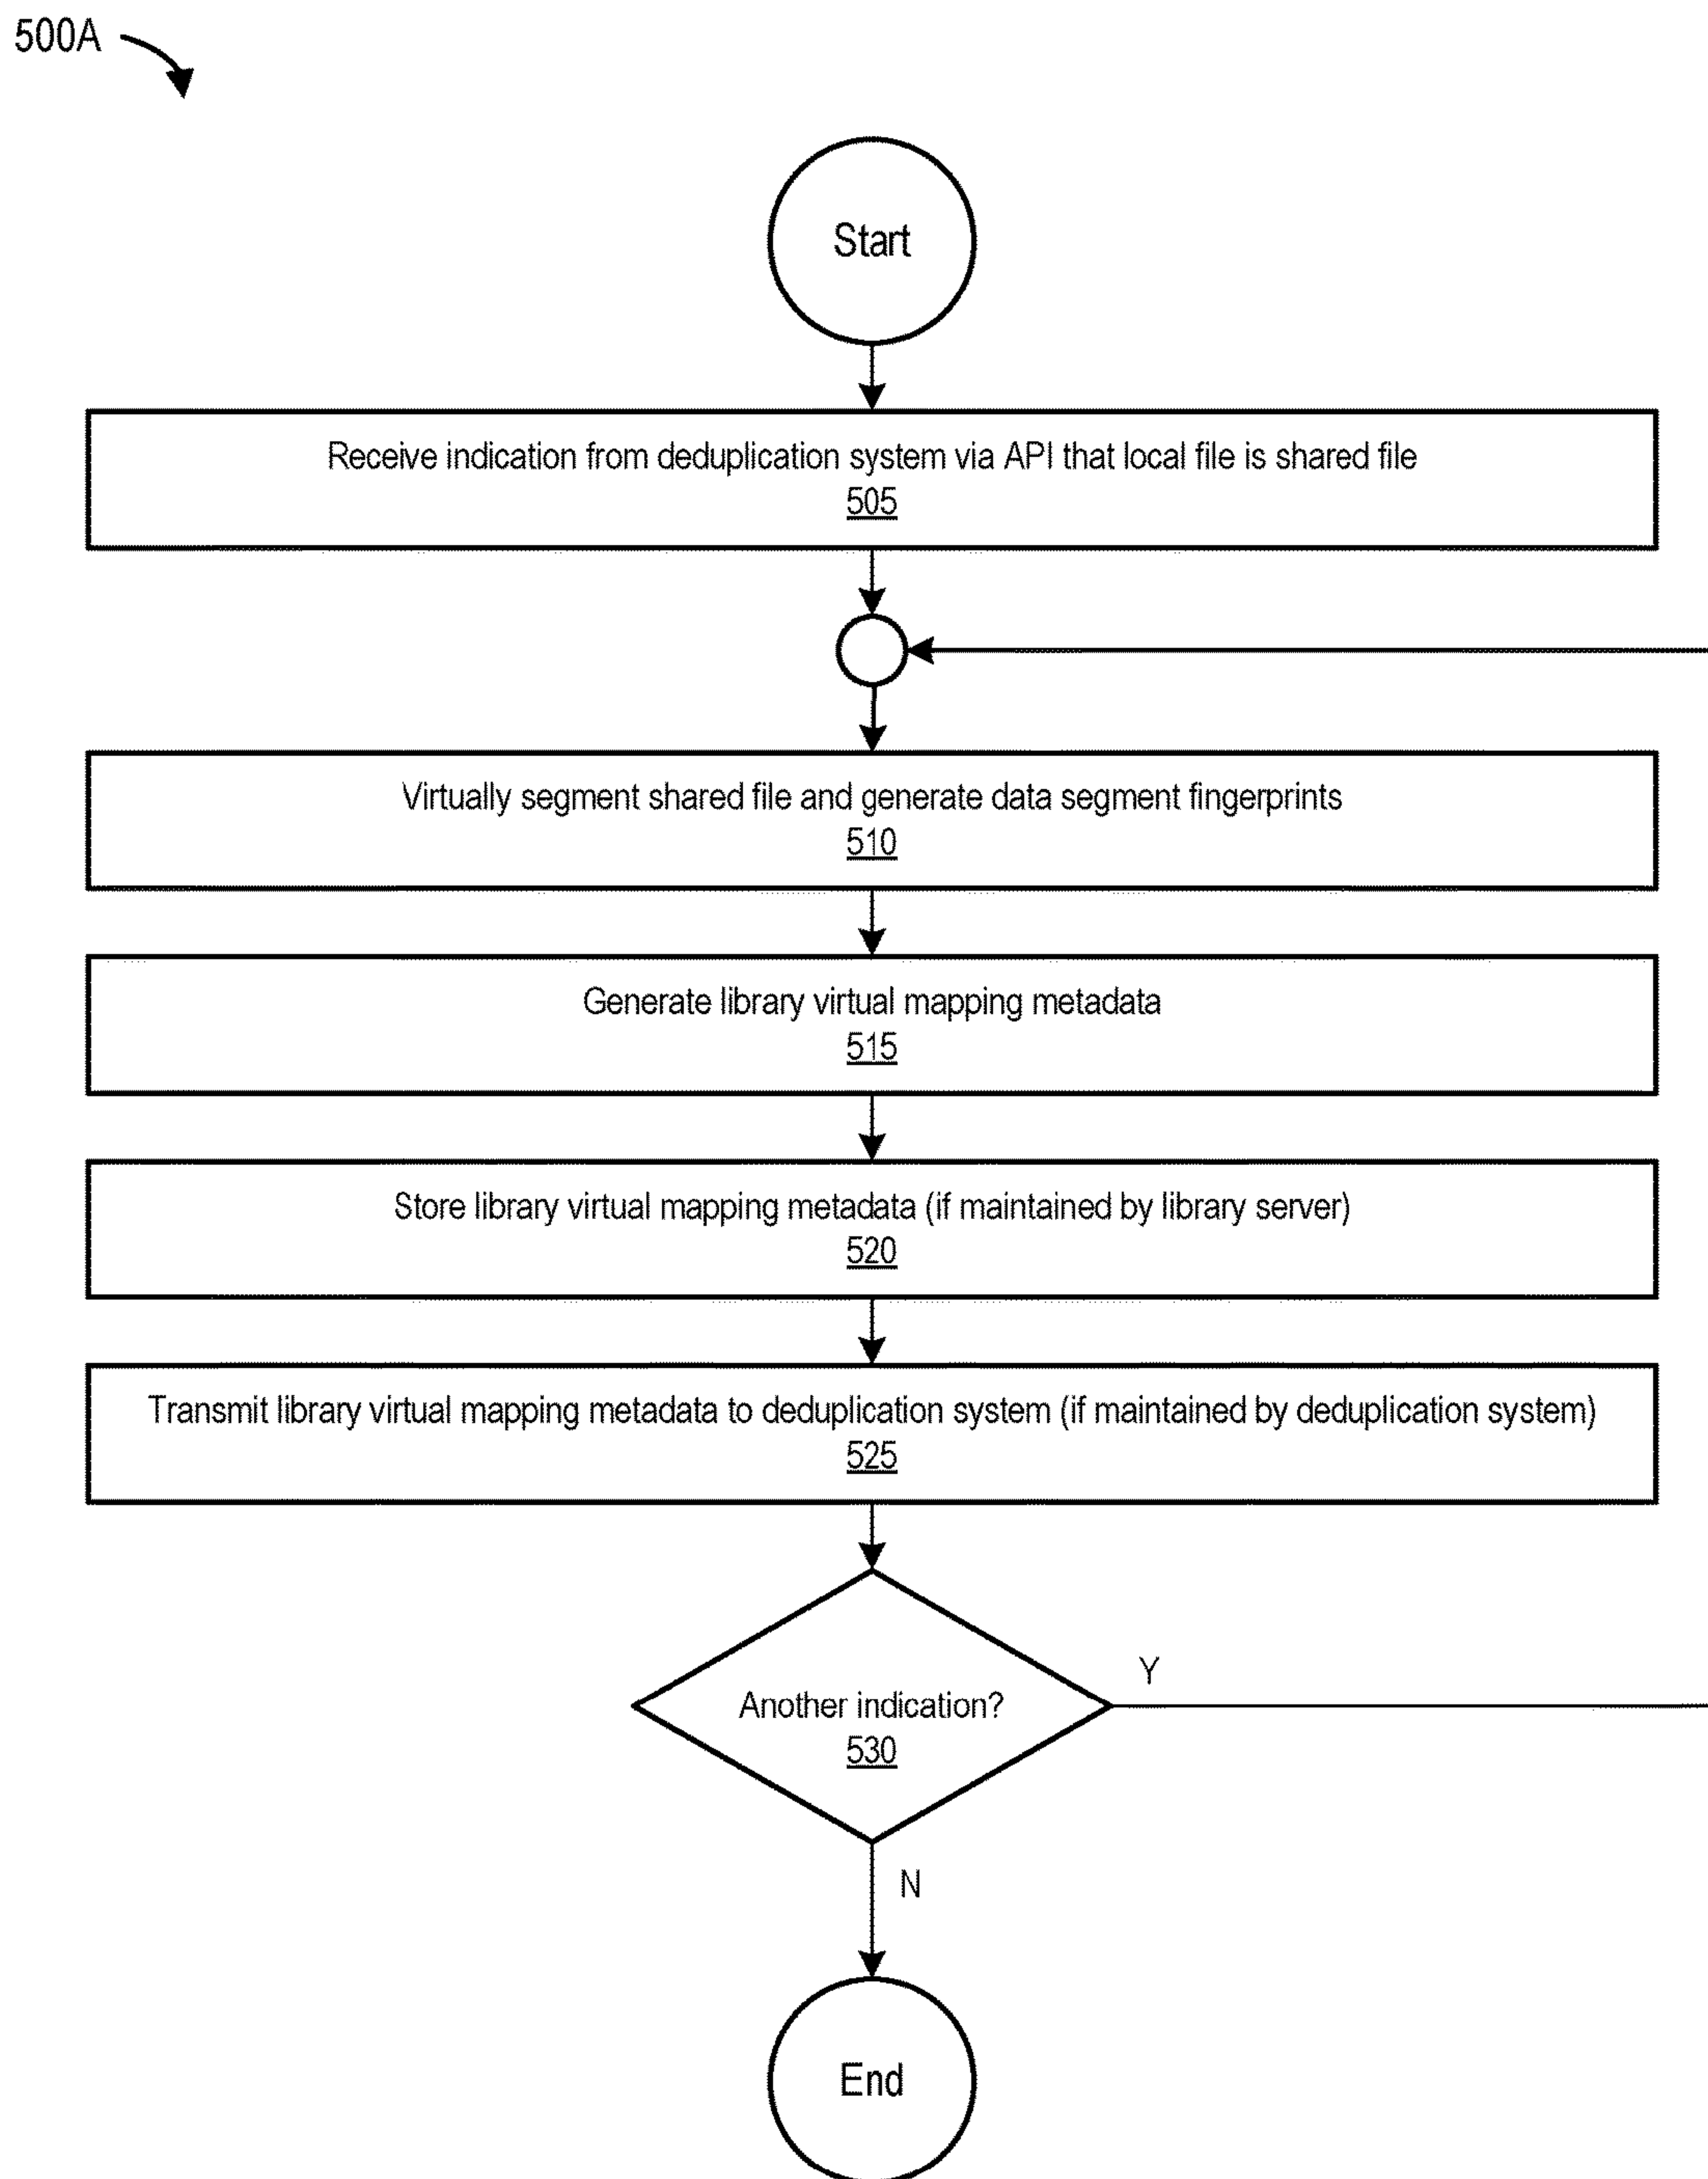 500A
Start
Receive indication from deduplication system via API that local file is shared file
505
Virtually segment shared file and generate data segment fingerprints
510
Generate library virtual mapping metadata
515
Store library virtual mapping metadata (if maintained by library server)
520
Transmit library virtual mapping metadata to deduplication system (if maintained by deduplication system)
525
Y
Another indication?
530
N
End